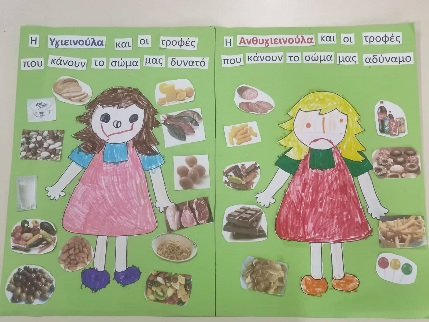 Η Υγιεινούλα και οι τροφές
που κάνουν το σώμα μας δυνατό
Η Ανθυγιεινούλα και οι τροφές
που κάνουν το σώμα μας αδύναμο